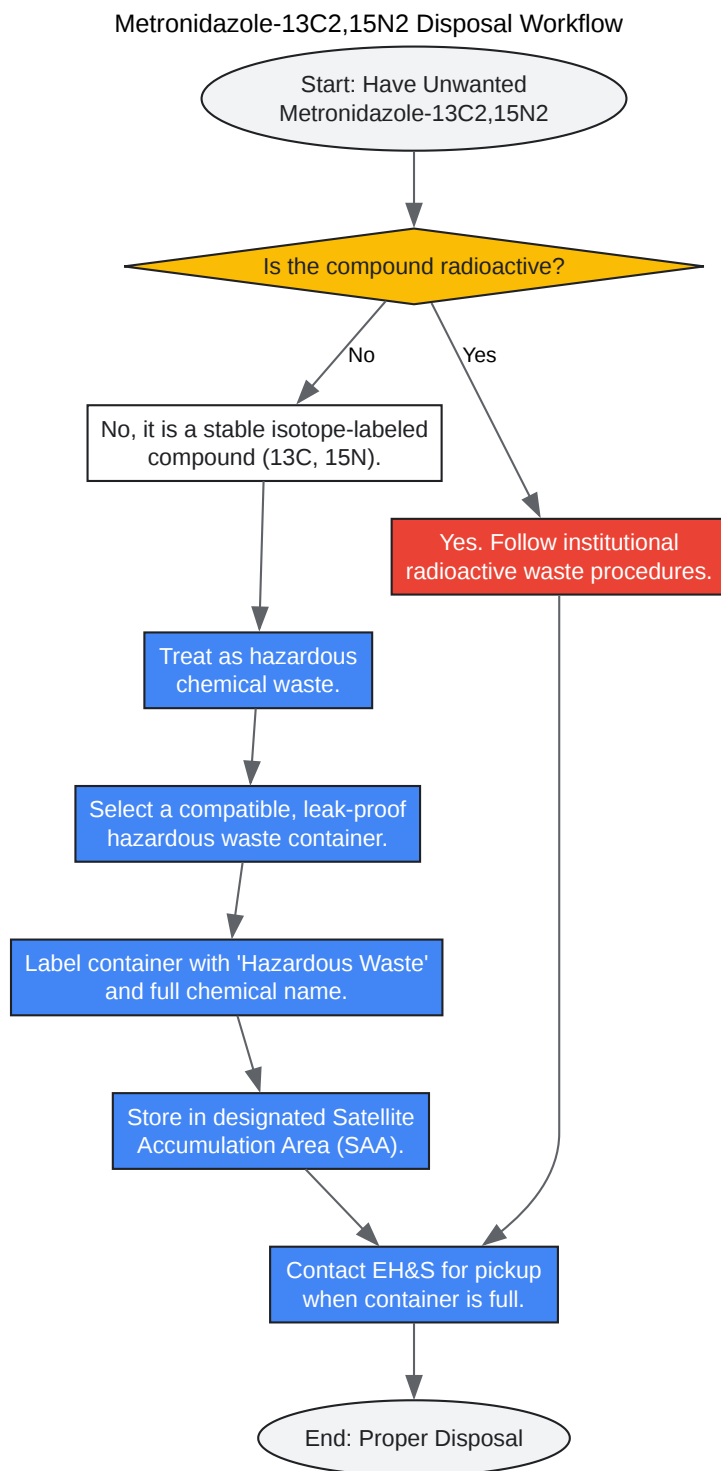 Metronidazole-13C2,15N2 Disposal Workflow
Start: Have Unwanted
Metronidazole-13C2,15N2
Is the compound radioactive?
No
Yes
No, it is a stable isotope-labeled
compound (13C, 15N).
Yes. Follow institutional
radioactive waste procedures.
Treat as hazardous
chemical waste.
Select a compatible, leak-proof
hazardous waste container.
Label container with 'Hazardous Waste'
and full chemical name.
Store in designated Satellite
Accumulation Area (SAA).
Contact EH&S for pickup
when container is full.
End: Proper Disposal